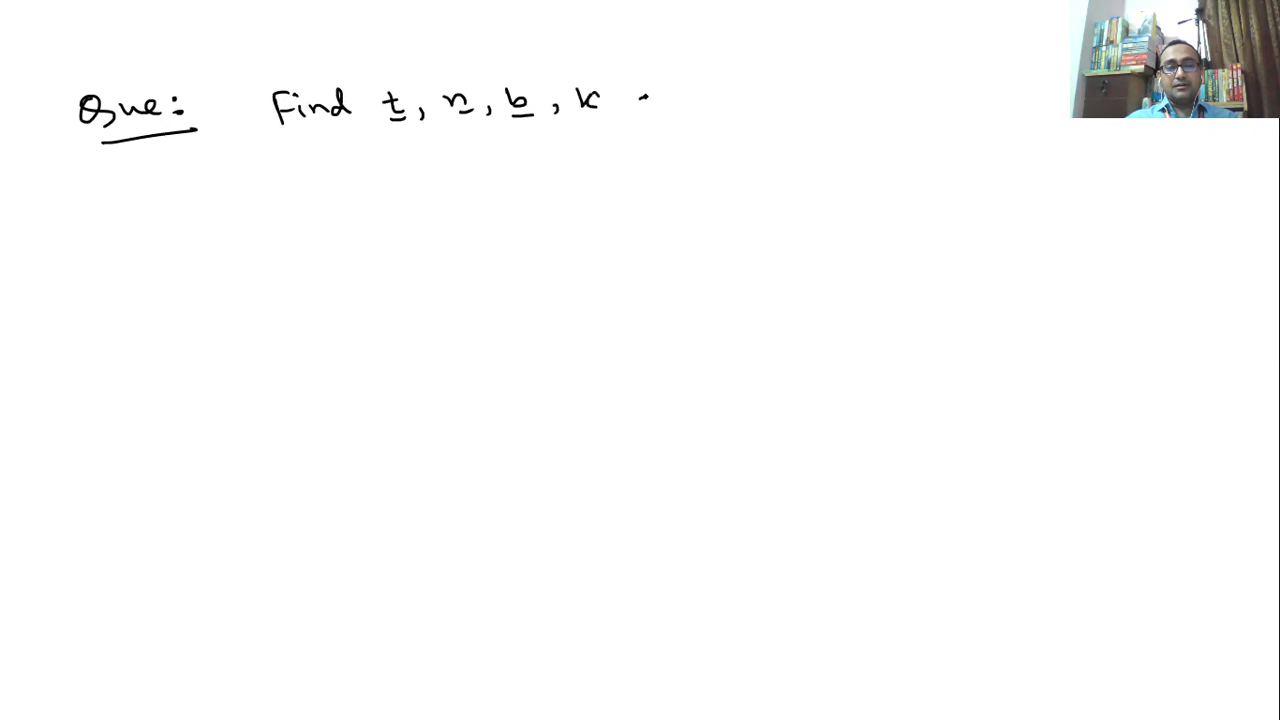 Que: Find t, n, b, k